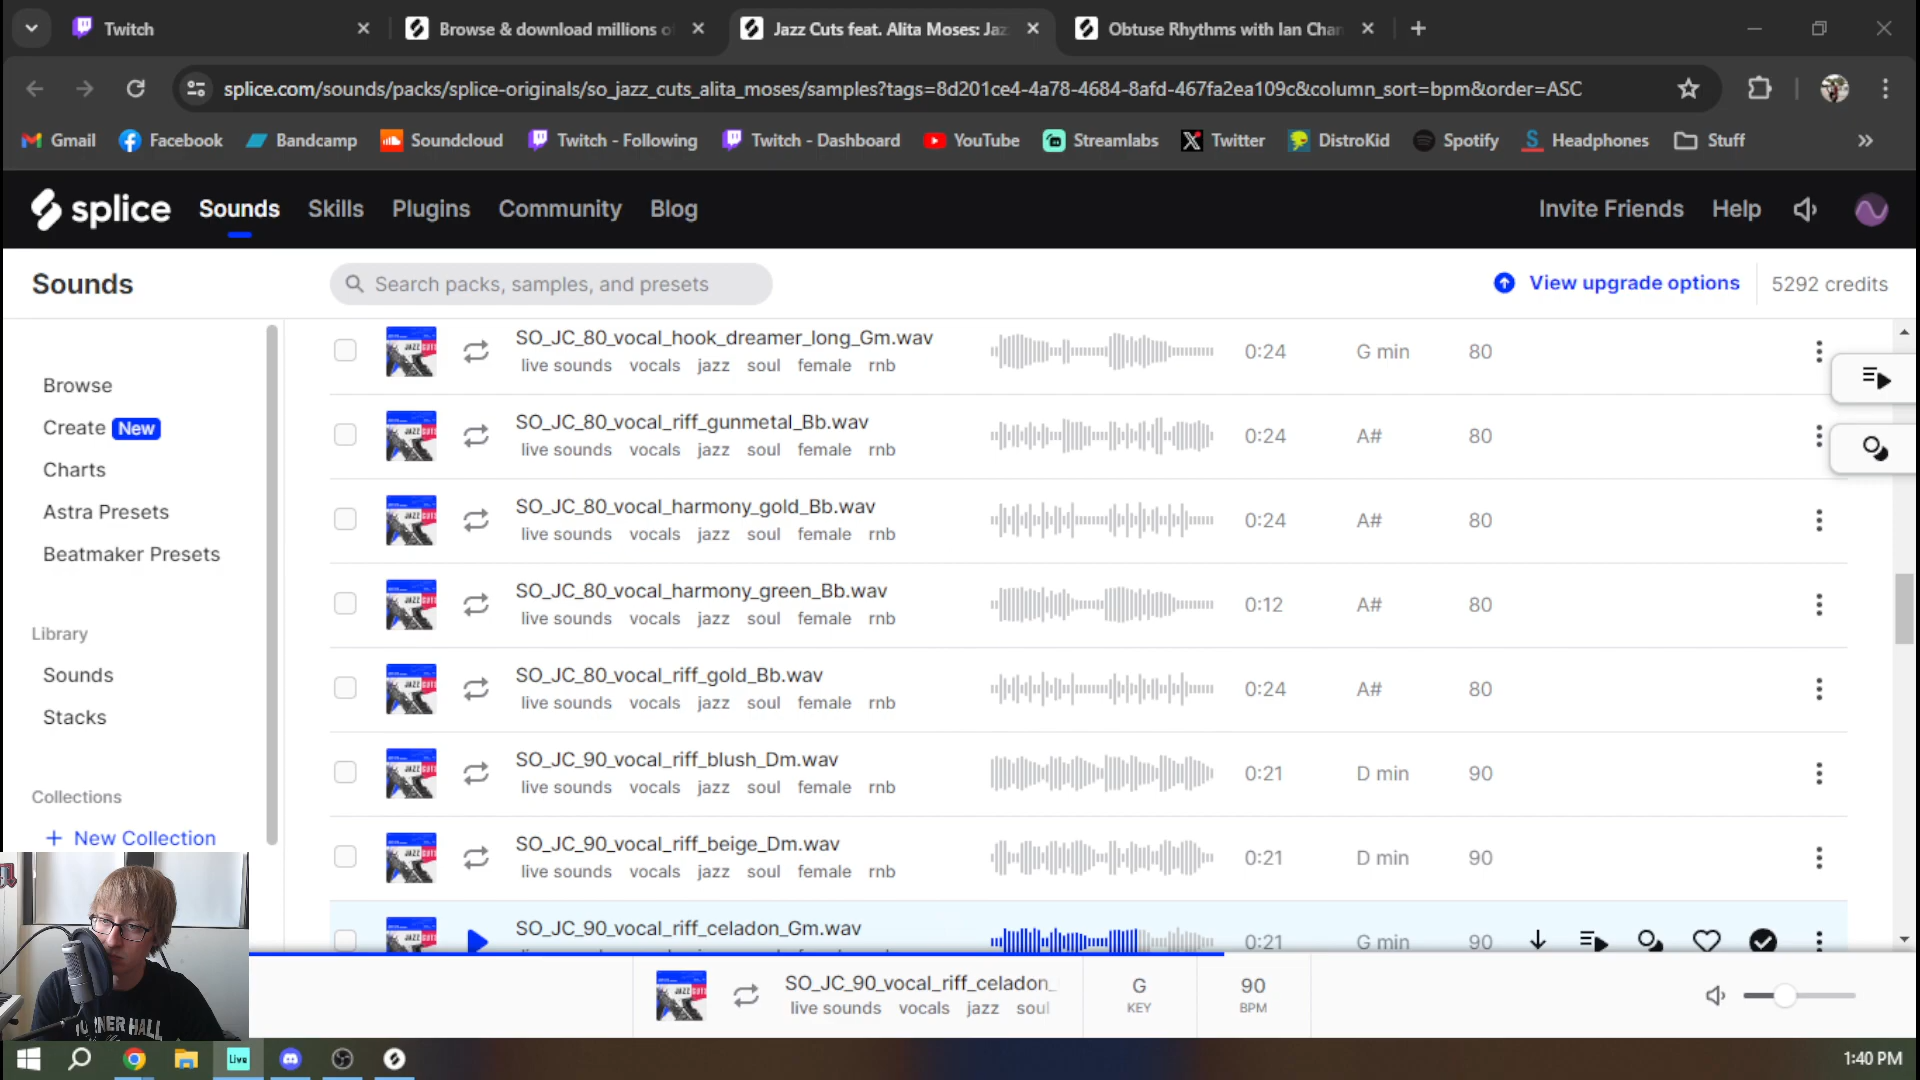 Twitch
Browse & download millions o
Jazz Cuts feat. Alita Moses: Jaz
Obtuse Rhythms with Ian Chan
splice.com/sounds/packs/splice-originals/so_jazz_cuts_alita_moses/samples?tags=8d201ce4-4a78-4684-8afd-467fa2ea109c&column_sort=bpm&order=ASC
Gmail Facebook Bandcamp Soundcloud Twitch - Following Twitch - Dashboard YouTube Streamlabs Twitter DistroKid Spotify Headphones Stuff
splice Sounds Skills Plugins Community Blog Invite Friends Help
Sounds Search packs, samples, and presets View upgrade options 5292 credits
Browse
Create New
Charts
Astra Presets
Beatmaker Presets
Library
Sounds
Stacks
Collections
+ New Collection
SO_JC_80_vocal_hook_dreamer_long_Gm.wav 0:24 G min 80
live sounds vocals jazz soul female rnb
SO_JC_80_vocal_riff_gunmetal_Bb.wav 0:24 A# 80
live sounds vocals jazz soul female rnb
SO_JC_80_vocal_harmony_gold_Bb.wav 0:24 A# 80
live sounds vocals jazz soul female rnb
SO_JC_80_vocal_harmony_green_Bb.wav 0:12 A# 80
live sounds vocals jazz soul female rnb
SO_JC_80_vocal_riff_gold_Bb.wav 0:24 A# 80
live sounds vocals jazz soul female rnb
SO_JC_90_vocal_riff_blush_Dm.wav 0:21 D min 90
live sounds vocals jazz soul female rnb
SO_JC_90_vocal_riff_beige_Dm.wav 0:21 D min 90
live sounds vocals jazz soul female rnb
SO_JC_90_vocal_riff_celadon_Gm.wav 0:21 G min 90
SO_JC_90_vocal_riff_celadon_ G 90
live sounds vocals jazz soul KEY BPM
Live
1:40 PM